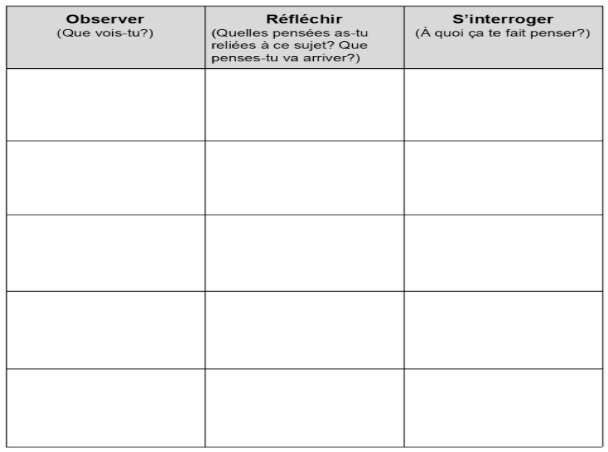 Observer
(Que vois-tu?)
Réfléchir
(Quelles pensées as-tu
reliées à ce sujet? Que
penses-tu va arriver?)
S'interroger
(À quoi ça te fait penser?)